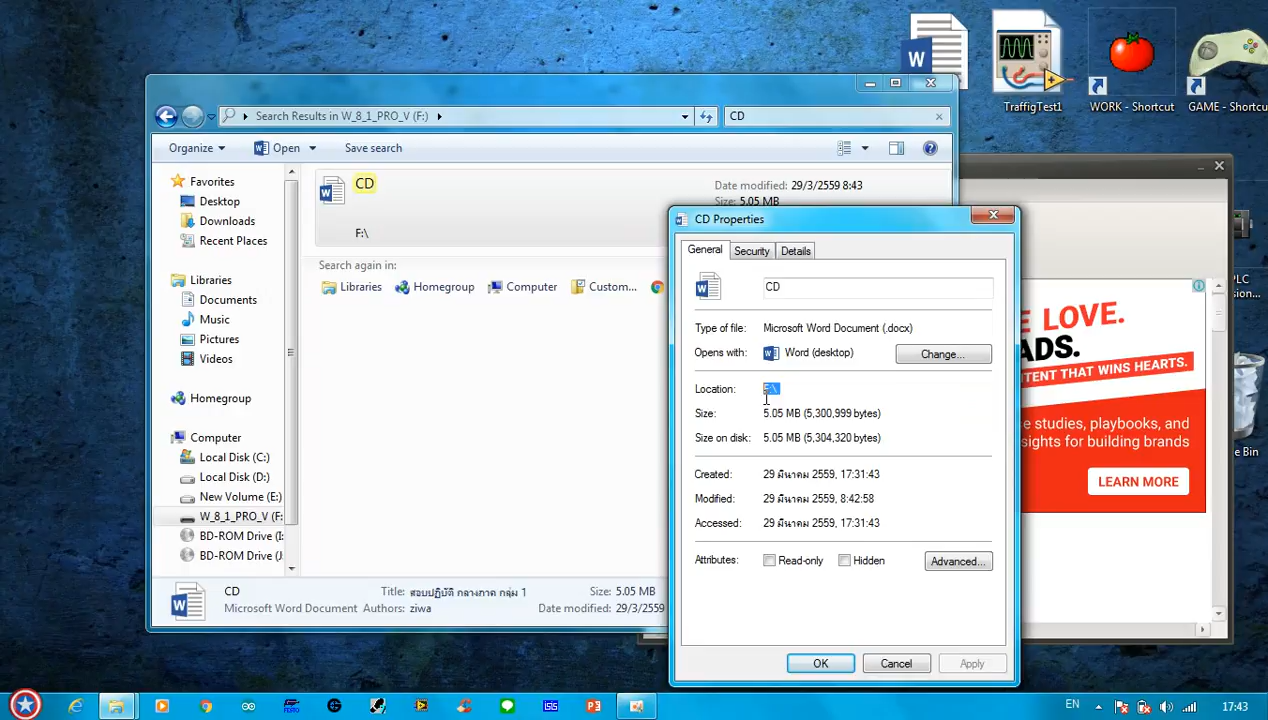 W
TraffigTest1
WORK - Shortcut
GAME - Shortcu
Search Results in W_8_1_PRO_V (F:)
CD
Organize
Open
Save search
Favorites
Desktop
Downloads
Recent Places
Libraries
Documents
Music
Pictures
Videos
Homegroup
Computer
Local Disk (C:)
Local Disk (D:)
New Volume (E:)
W_8_1_PRO_V (F:
BD-ROM Drive (I:
BD-ROM Drive (J:
CD
Date modified: 29/3/2559 8:43
Size: 5.05 MB
F:\
Search again in:
Libraries
Homegroup
Computer
Custom...
CD
Microsoft Word Document
Title: สอบปฏิบัติ กลางภาค กลุ่ม 1
Authors: ziwa
Size: 5.05 MB
Date modified: 29/3/2559
CD Properties
General
Security
Details
CD
Type of file: Microsoft Word Document (.docx)
Opens with: Word (desktop)
Change...
Location: F:\
Size: 5.05 MB (5,300,999 bytes)
Size on disk: 5.05 MB (5,304,320 bytes)
Created: 29 มีนาคม 2559, 17:31:43
Modified: 29 มีนาคม 2559, 8:42:58
Accessed: 29 มีนาคม 2559, 17:31:43
Attributes: Read-only Hidden
Advanced...
OK
Cancel
Apply
E LOVE.
ADS.
TENT THAT WINS HEARTS.
e studies, playbooks, and
sights for building brands
LEARN MORE
PLC
sion...
e Bin
FESTO
ISIS
P3
EN
17:43